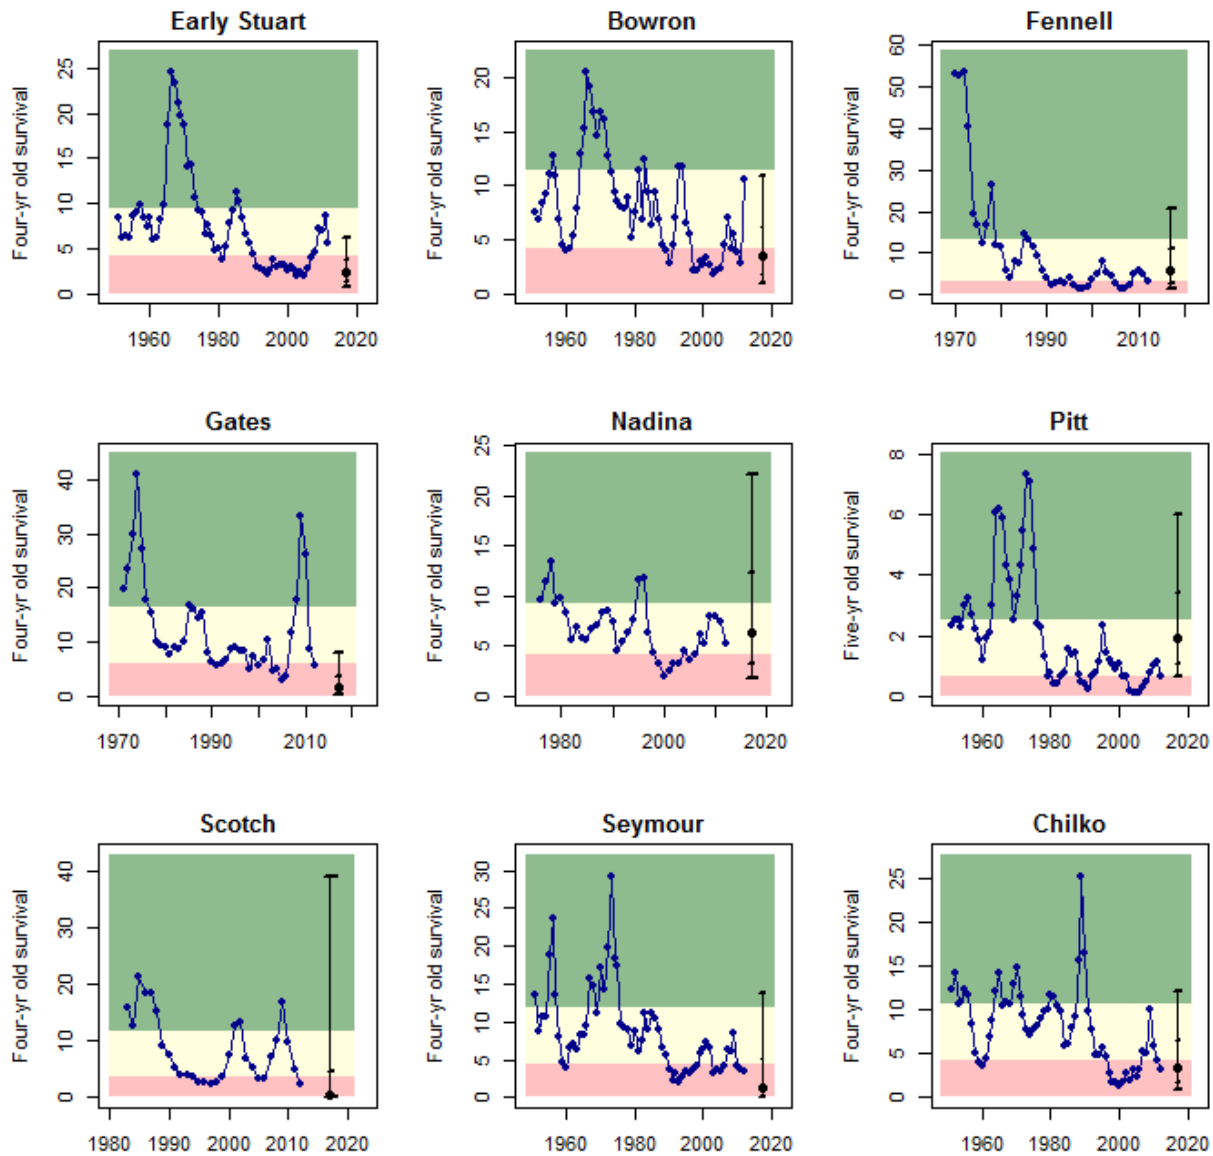 Early Stuart
Four-yr old survival
0 5 10 15 20 25
1960 1980 2000 2020
Bowron
Four-yr old survival
0 5 10 15 20
1960 1980 2000 2020
Fennell
Four-yr old survival
0 10 20 30 40 50 60
1970 1990 2010
Gates
Four-yr old survival
0 10 20 30 40
1970 1990 2010
Nadina
Four-yr old survival
0 5 10 15 20 25
1980 2000 2020
Pitt
Five-yr old survival
0 2 4 6 8
1960 1980 2000 2020
Scotch
Four-yr old survival
0 10 20 30 40
1980 1990 2000 2010 2020
Seymour
Four-yr old survival
0 5 10 15 20 25 30
1960 1980 2000 2020
Chilko
Four-yr old survival
0 5 10 15 20 25
1960 1980 2000 2020